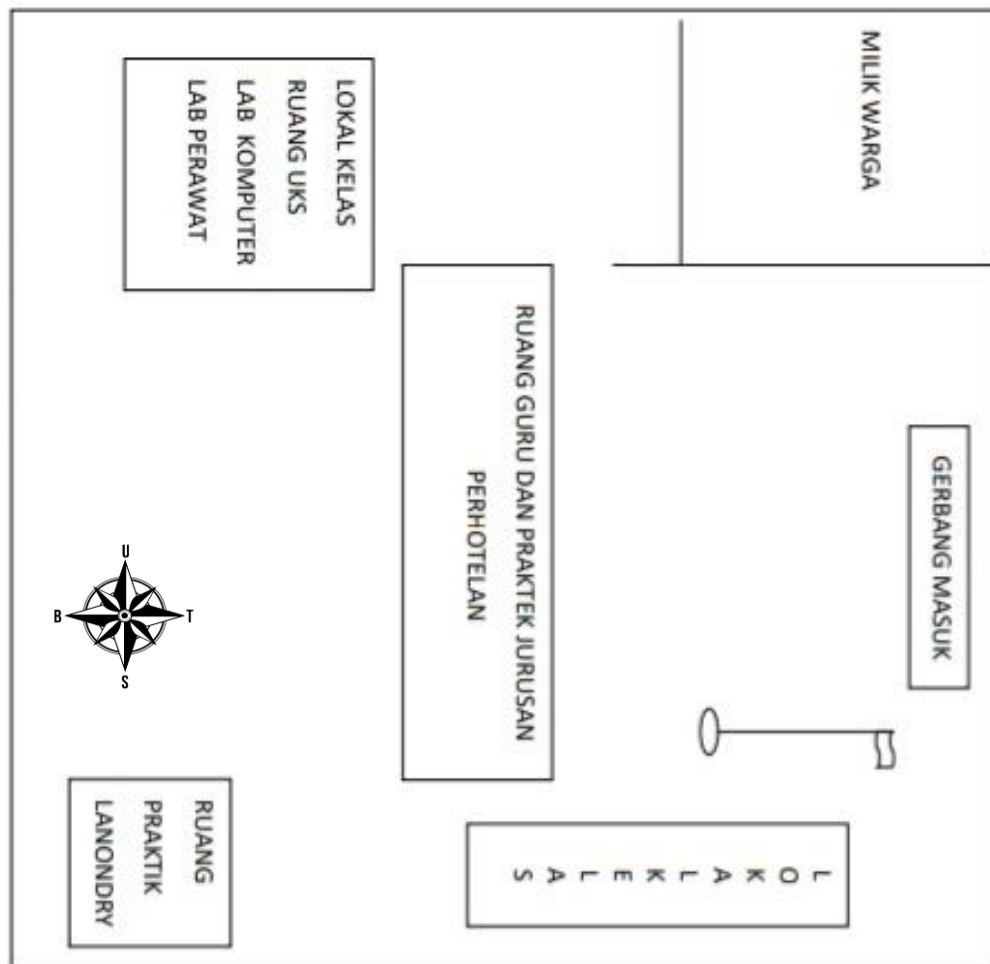 MILIK WARGA
LOKAL KELAS
RUANG UKS
LAB KOMPUTER
LAB PERAWAT
RUANG GURU DAN PRAKTEK JURUSAN
PERHOTELAN
GERBANG MASUK
U
B
T
S
RUANG
PRAKTIK
LANONDRY
L O K A L K E L A S